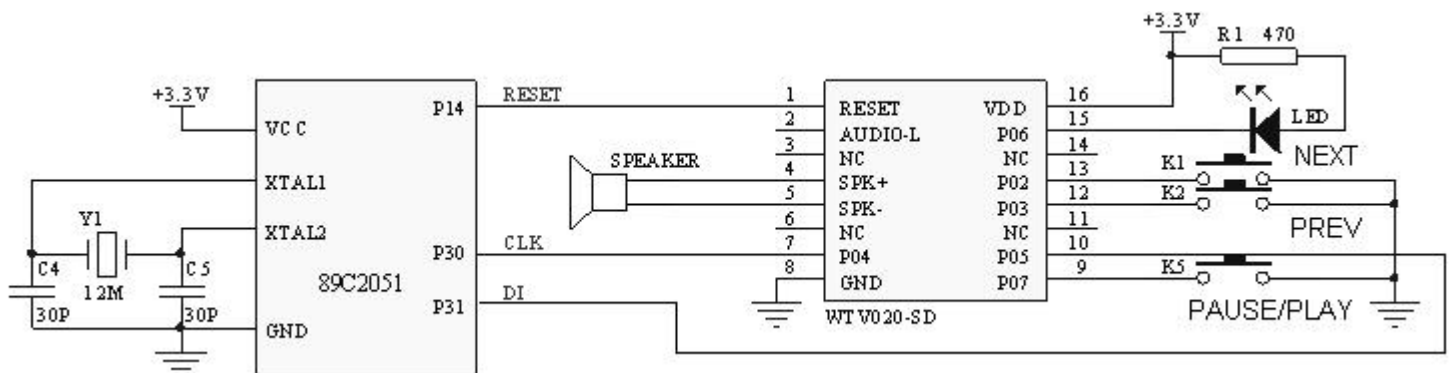 +3.3V
R1 470
+3.3V
P14
RESET
1
RESET
VDD
16
VCC
2
AUDIO-L
P06
15
LED
SPEAKER
3
NC
NC
14
NEXT
XTAL1
4
SPK+
P02
13
K1
5
SPK-
P03
12
K2
Y1
XTAL2
6
NC
NC
11
PREV
P30
CLK
7
P04
P05
10
C4
C5
12M
89C2051
8
GND
P07
9
K5
30P
30P
GND
P31
DI
WTV020-SD
PAUSE/PLAY